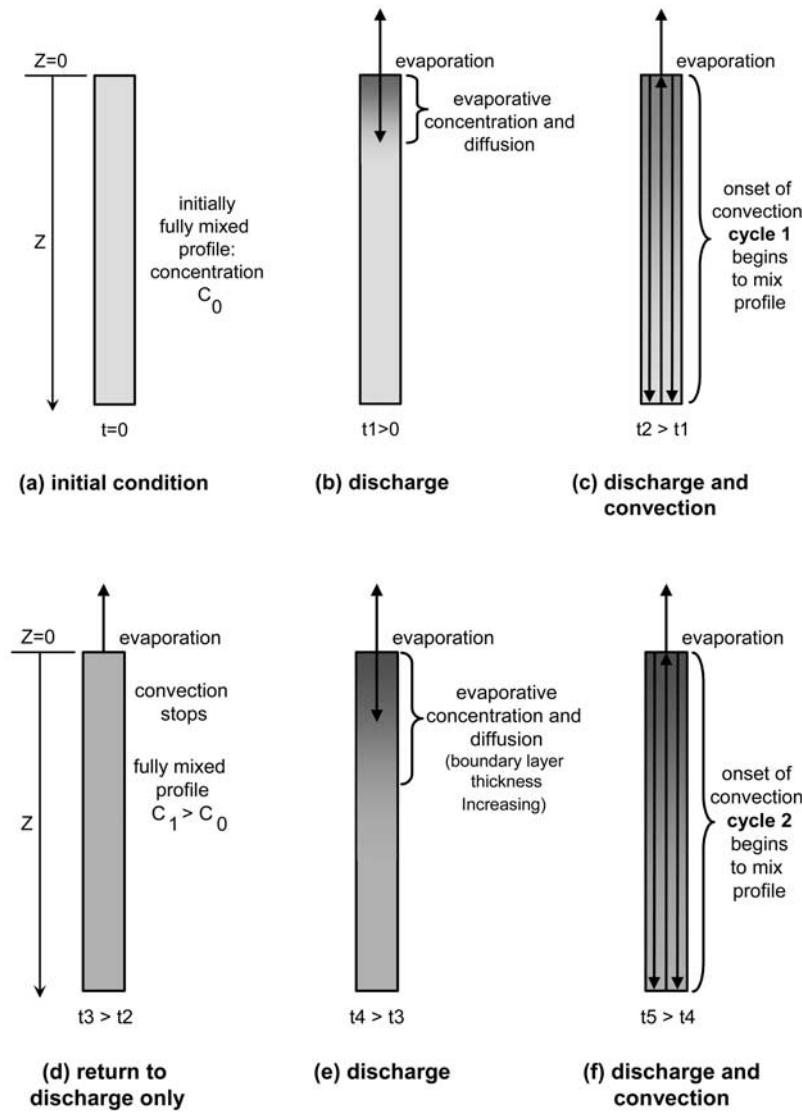 Z=0
Z
initially
fully mixed
profile:
concentration
C0
t=0
(a) initial condition
evaporation
evaporative
concentration and
diffusion
t1>0
(b) discharge
evaporation
onset of
convection
cycle 1
begins
to mix
profile
t2 > t1
(c) discharge and
convection
Z=0
Z
evaporation
convection
stops
fully mixed
profile
C1 > C0
t3 > t2
(d) return to
discharge only
evaporation
evaporative
concentration and
diffusion
(boundary layer
thickness
Increasing)
t4 > t3
(e) discharge
evaporation
onset of
convection
cycle 2
begins
to mix
profile
t5 > t4
(f) discharge and
convection